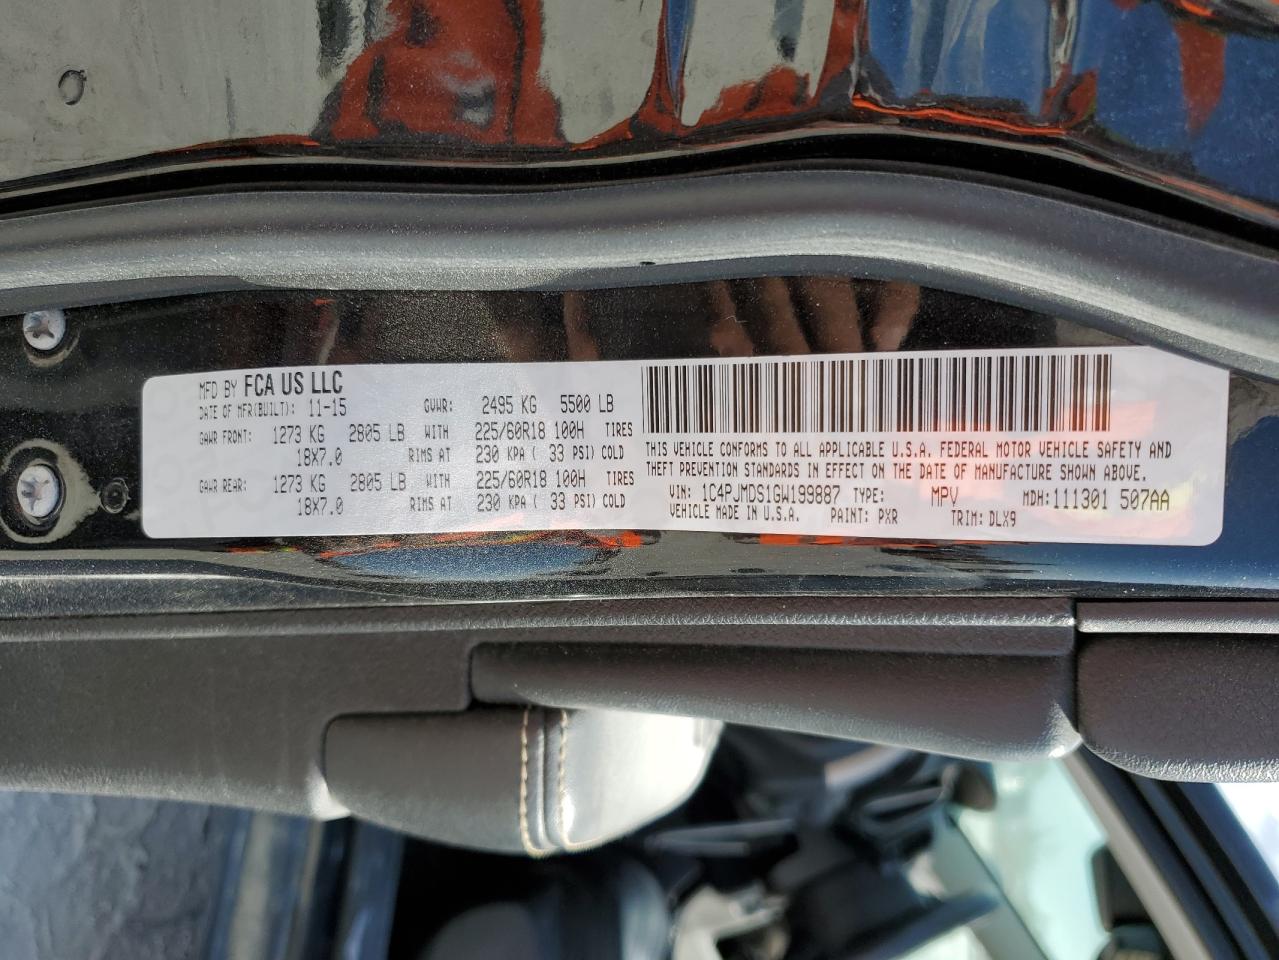 MFD BY FCA US LLC
DATE OF MFR(BUILT): 11-15 GVWR: 2495 KG 5500 LB
GAWR FRONT: 1273 KG 2805 LB WITH 225/60R18 100H TIRES
18X7.0 RIMS AT 230 KPA ( 33 PSI) COLD
GAWR REAR: 1273 KG 2805 LB WITH 225/60R18 100H TIRES
18X7.0 RIMS AT 230 KPA ( 33 PSI) COLD
THIS VEHICLE CONFORMS TO ALL APPLICABLE U.S.A. FEDERAL MOTOR VEHICLE SAFETY AND
THEFT PREVENTION STANDARDS IN EFFECT ON THE DATE OF MANUFACTURE SHOWN ABOVE.
VIN: 1C4PJMDS1GW199887 TYPE: MPV MDH: 111301 507AA
VEHICLE MADE IN U.S.A. PAINT: PXR TRIM: DLX9